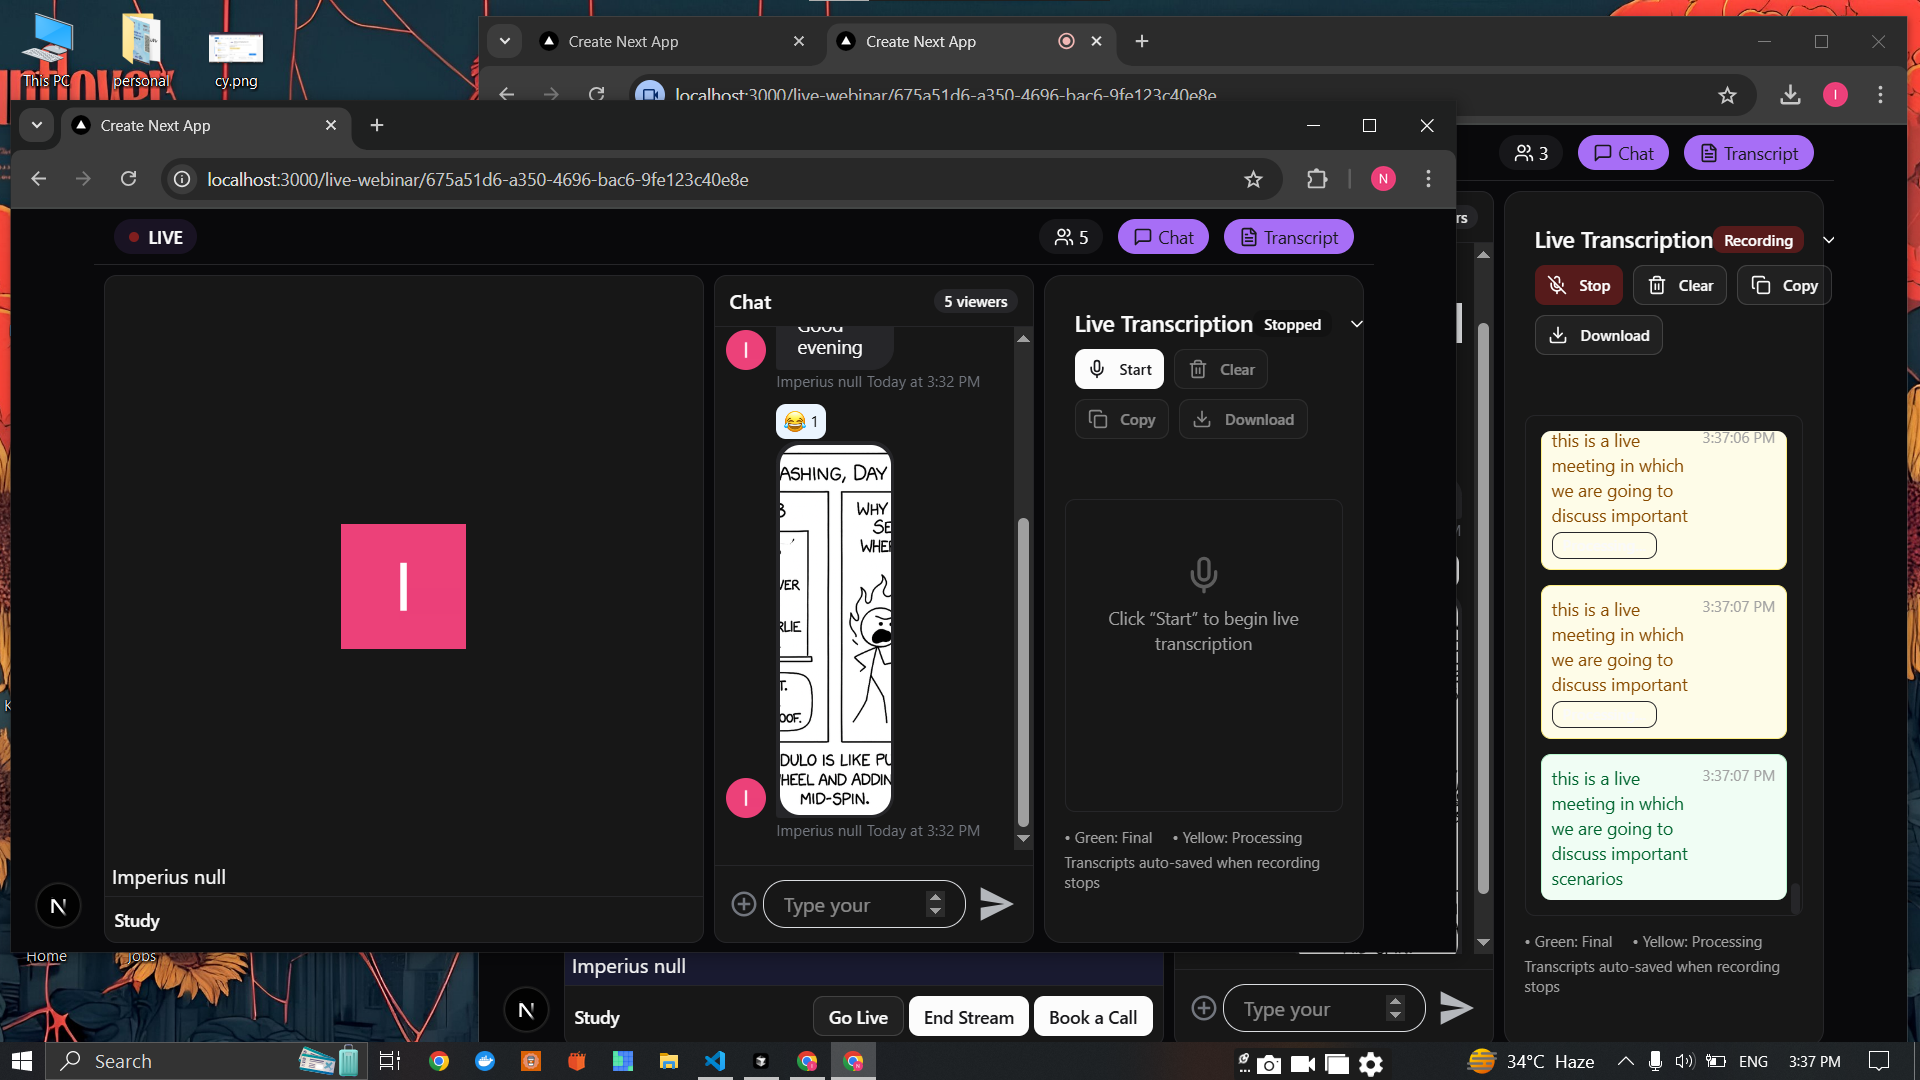 This PC
personal
cy.png
Create Next App
Create Next App
localhost:3000/live-webinar/675a51d6-a350-4696-bac6-9fe123c40e8e
I
Create Next App
localhost:3000/live-webinar/675a51d6-a350-4696-bac6-9fe123c40e8e
N
3
Chat
Transcript
LIVE
5
Chat
Transcript
rs
Live Transcription
Recording
Stop
Clear
Copy
Download
Chat
5 viewers
Good
evening
I
Imperius null Today at 3:32 PM
😂 1
ASHING, DAY
WHY
SE
WHE
VER
RLIE
T.
OOF.
DULO IS LIKE PU
HEEL AND ADDIN
MID-SPIN.
I
Imperius null Today at 3:32 PM
Type your
Live Transcription
Stopped
Start
Clear
Copy
Download
Click “Start” to begin live
transcription
• Green: Final
• Yellow: Processing
Transcripts auto-saved when recording
stops
I
Imperius null
Study
N
this is a live
meeting in which
we are going to
discuss important
3:37:06 PM
this is a live
meeting in which
we are going to
discuss important
3:37:07 PM
this is a live
meeting in which
we are going to
discuss important
scenarios
3:37:07 PM
• Green: Final
• Yellow: Processing
Transcripts auto-saved when recording
stops
Home
Jobs
Imperius null
N
Study
Go Live
End Stream
Book a Call
Type your
Search
34°C Haze
ENG
3:37 PM